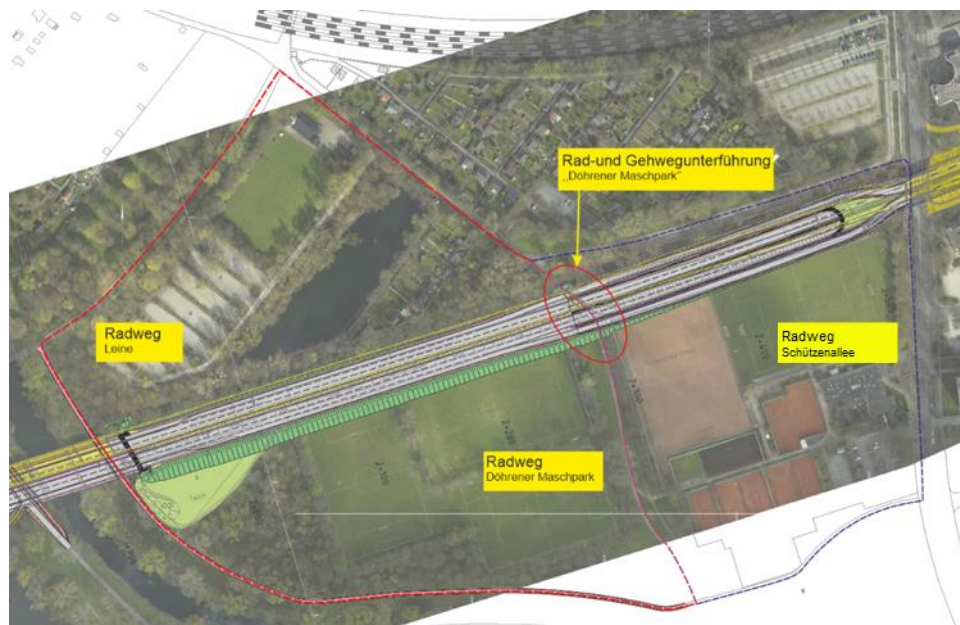 Rad-und Gehwegunterführung
„Döhrener Maschpark“
Radweg
Leine
Radweg
Schützenallee
Radweg
Döhrener Maschpark